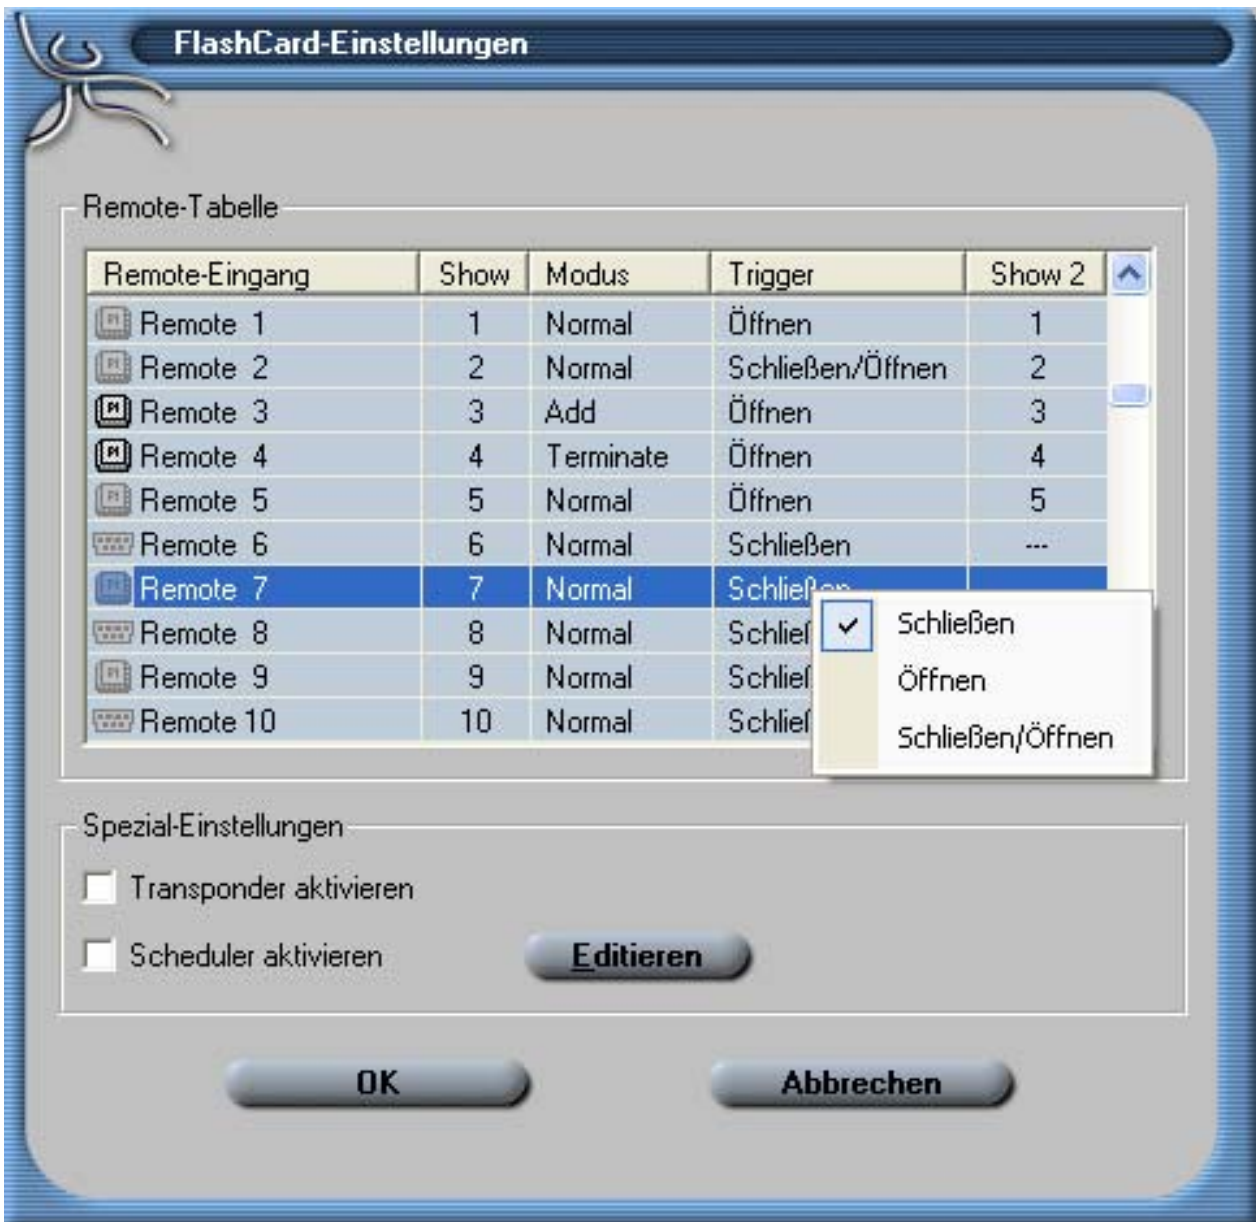 FlashCard-Einstellungen
Remote-Tabelle
Remote-Eingang Show Modus Trigger Show 2
Remote 1 1 Normal Öffnen 1
Remote 2 2 Normal Schließen/Öffnen 2
Remote 3 3 Add Öffnen 3
Remote 4 4 Terminate Öffnen 4
Remote 5 5 Normal Öffnen 5
Remote 6 6 Normal Schließen ---
Remote 7 7 Normal Schließen
Remote 8 8 Normal Schließ
Remote 9 9 Normal Schließ
Remote 10 10 Normal Schließ
Schließen
Öffnen
Schließen/Öffnen
Spezial-Einstellungen
Transponder aktivieren
Scheduler aktivieren Editieren
OK Abbrechen